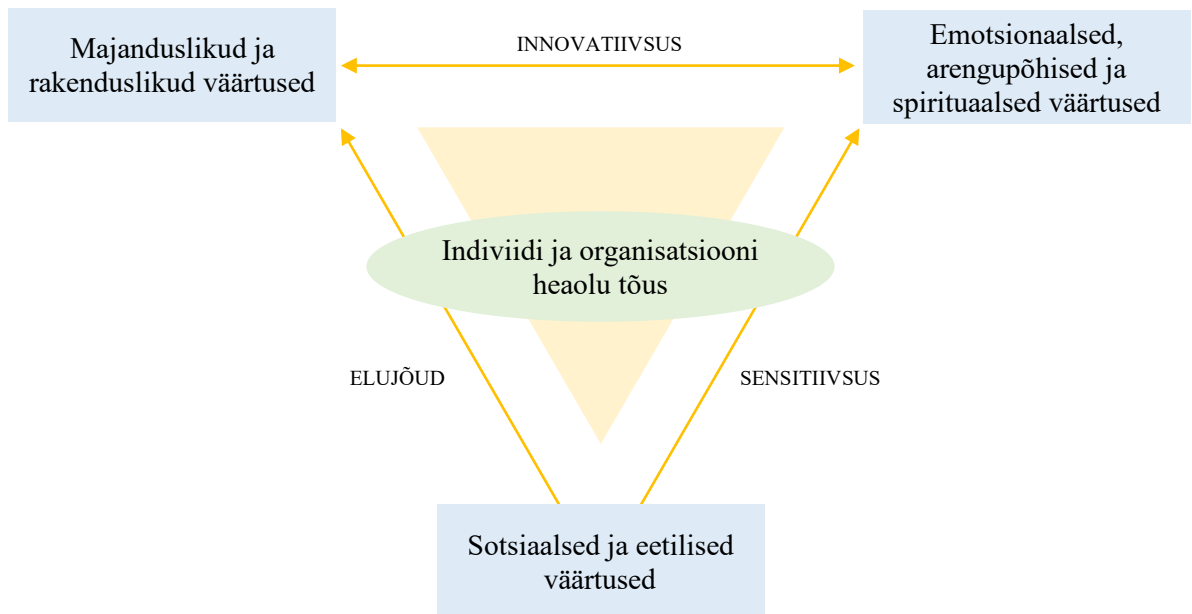 Majanduslikud ja
rakenduslikud väärtused
INNOVATIIVSUS
Emotsionaalsed,
arengupõhised ja
spirituaalsed väärtused
Indiviidi ja organisatsiooni
heaolu tõus
ELUJÕUD
SENSITIIVSUS
Sotsiaalsed ja eetilised
väärtused